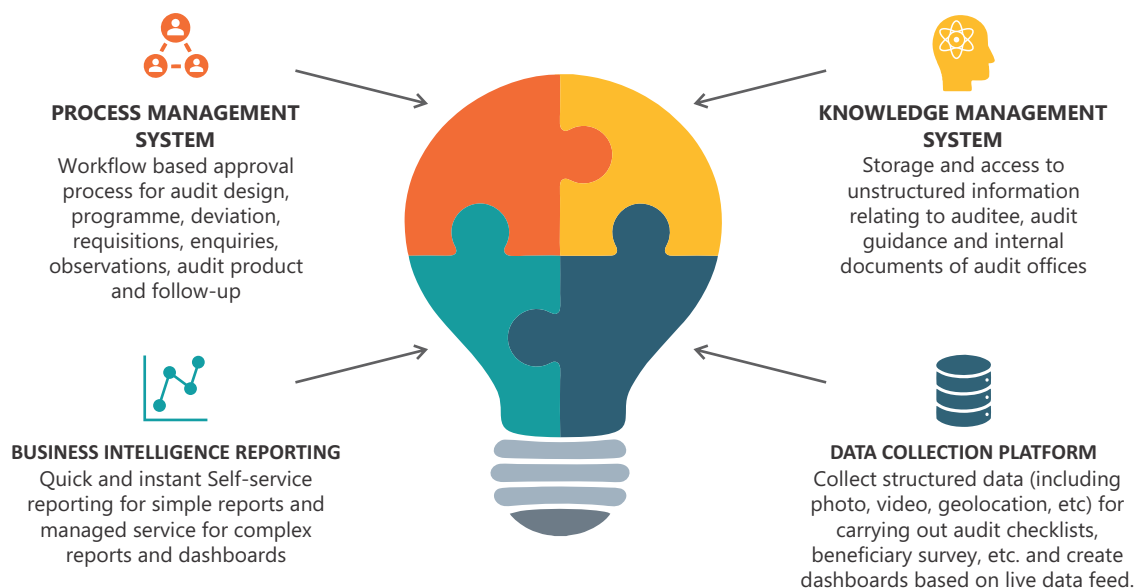 PROCESS MANAGEMENT
SYSTEM
Workflow based approval
process for audit design,
programme, deviation,
requisitions, enquiries,
observations, audit product
and follow-up
KNOWLEDGE MANAGEMENT
SYSTEM
Storage and access to
unstructured information
relating to auditee, audit
guidance and internal
documents of audit offices
BUSINESS INTELLIGENCE REPORTING
Quick and instant Self-service
reporting for simple reports and
managed service for complex
reports and dashboards
DATA COLLECTION PLATFORM
Collect structured data (including
photo, video, geolocation, etc) for
carrying out audit checklists,
beneficiary survey, etc. and create
dashboards based on live data feed.